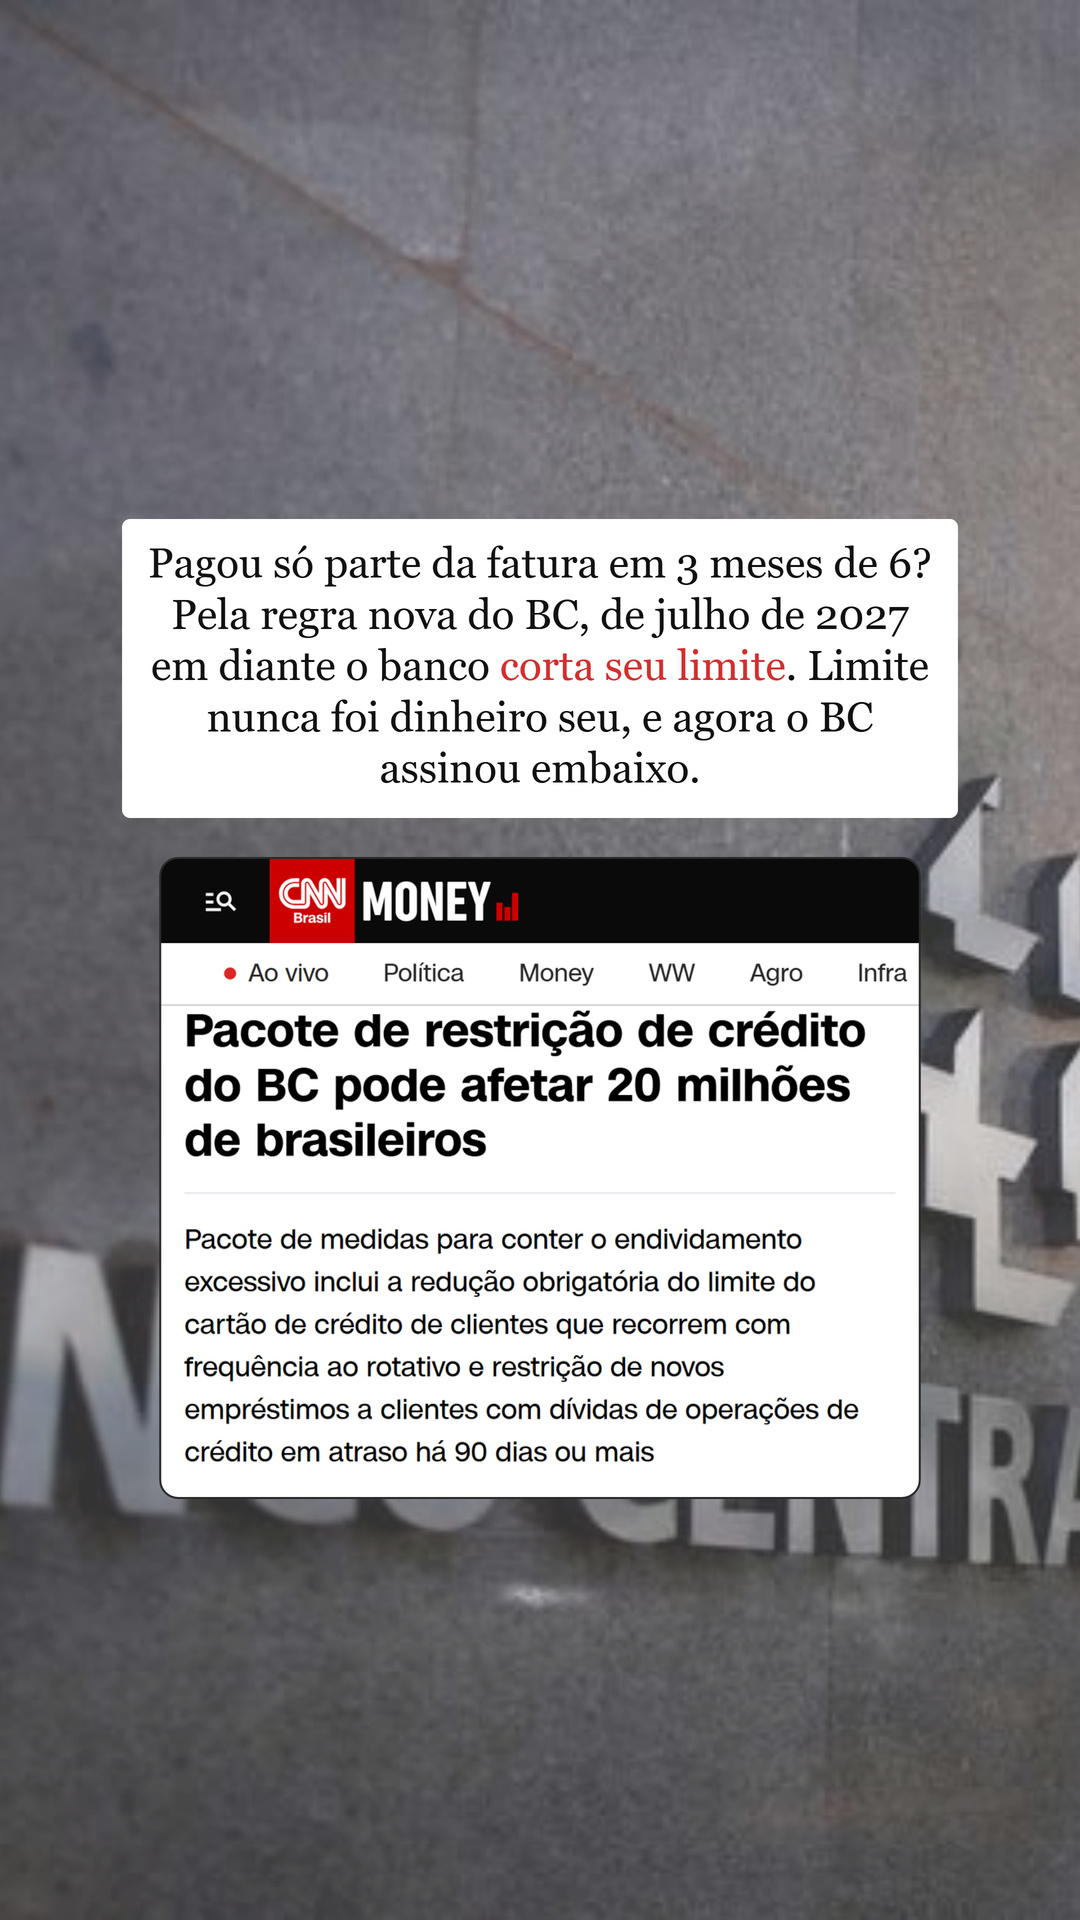 Pagou só parte da fatura em 3 meses de 6?
Pela regra nova do BC, de julho de 2027
em diante o banco corta seu limite. Limite
nunca foi dinheiro seu, e agora o BC
assinou embaixo.
CNN
Brasil
MONEY
Ao vivo Política Money WW Agro Infra
Pacote de restrição de crédito
do BC pode afetar 20 milhões
de brasileiros
Pacote de medidas para conter o endividamento
excessivo inclui a redução obrigatória do limite do
cartão de crédito de clientes que recorrem com
frequência ao rotativo e restrição de novos
empréstimos a clientes com dívidas de operações de
crédito em atraso há 90 dias ou mais